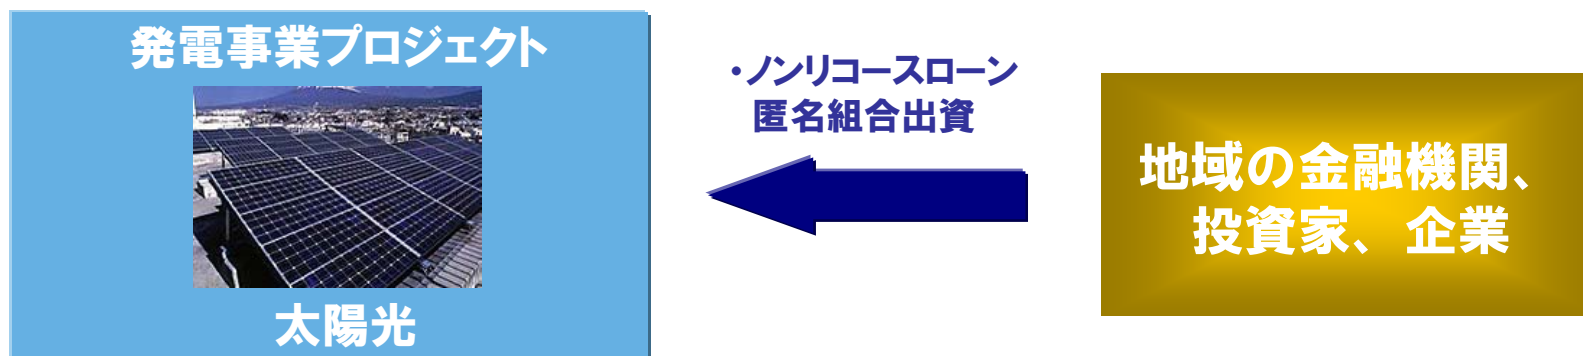 発電事業プロジェクト
太陽光
・ノンリコースローン
匿名組合出資
地域の金融機関、
投資家、企業